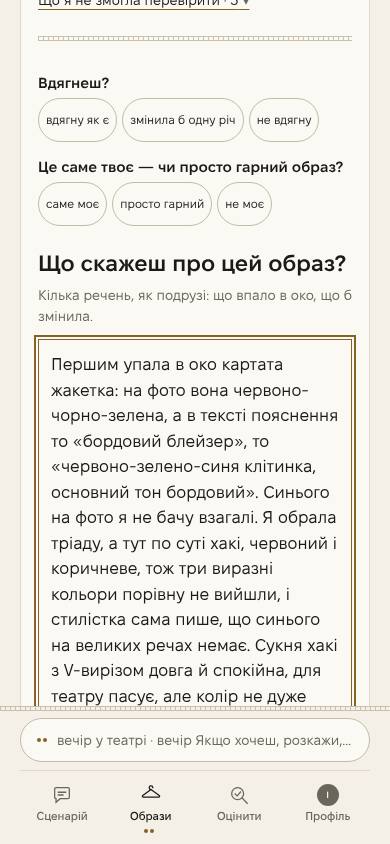 Що я не змогла перевірити · 5 ▾
Вдягнеш?
вдягну як є
змінила б одну річ
не вдягну
Це саме твоє — чи просто гарний образ?
саме моє
просто гарний
не моє
Що скажеш про цей образ?
Кілька речень, як подрузі: що впало в око, що б
змінила.
Першим упала в око картата
жакетка: на фото вона червоно-
чорно-зелена, а в тексті пояснення
то «бордовий блейзер», то
«червоно-зелено-синя клітинка,
основний тон бордовий». Синього
на фото я не бачу взагалі. Я обрала
тріаду, а тут по суті хакі, червоний і
коричневе, тож три виразні
кольори порівну не вийшли, і
стилістка сама пише, що синього
на великих речах немає. Сукня хакі
з V-вирізом довга й спокійна, для
театру пасує, але колір не дуже
вечір у театрі · вечір Якщо хочеш, розкажи,...
Сценарій
Образи
Оцінити
І
Профіль